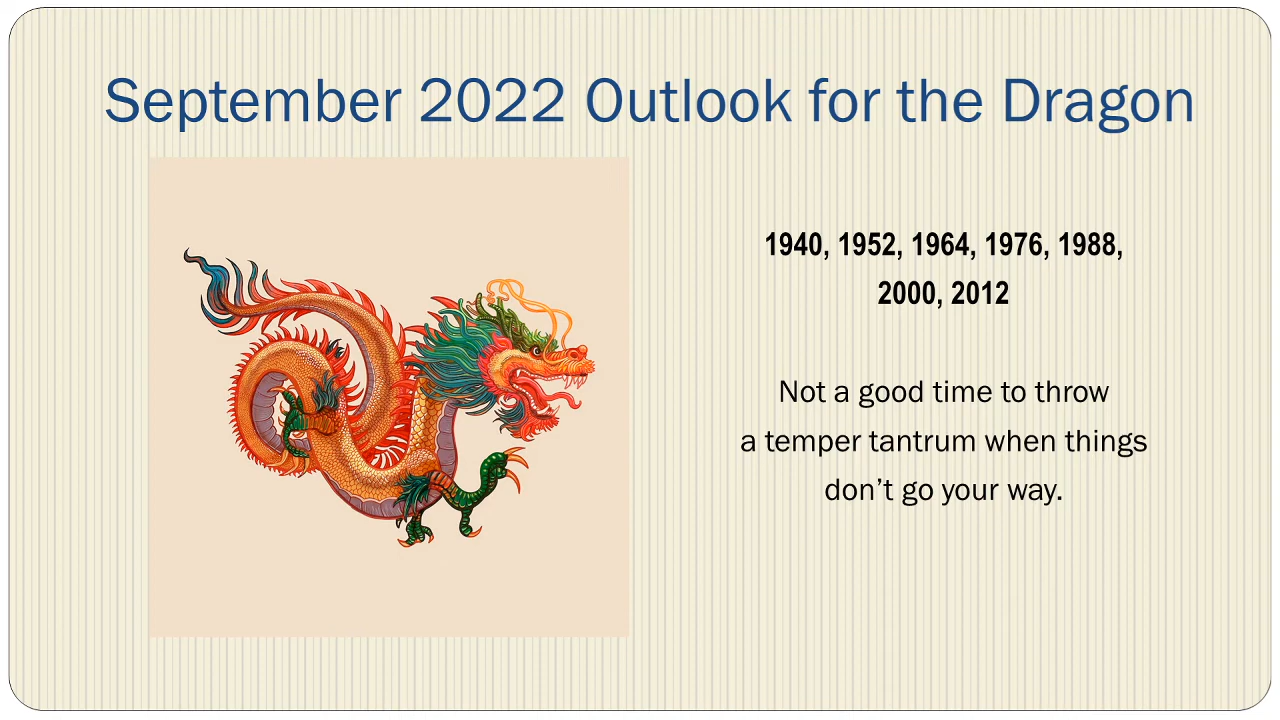 September 2022 Outlook for the Dragon
1940, 1952, 1964, 1976, 1988,
2000, 2012
Not a good time to throw
a temper tantrum when things
don’t go your way.